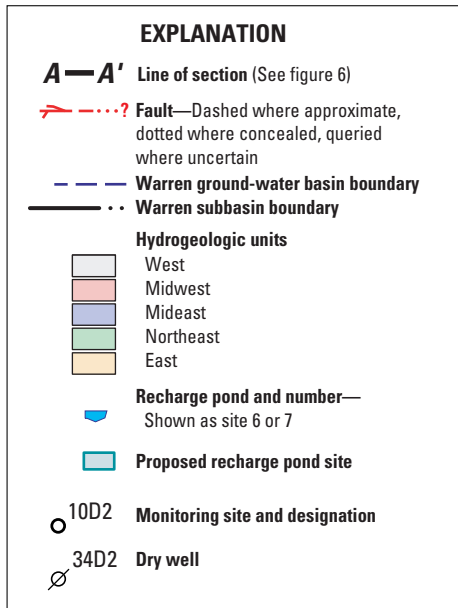 EXPLANATION
A—A' Line of section (See figure 6)
? Fault—Dashed where approximate,
dotted where concealed, queried
where uncertain
Warren ground-water basin boundary
Warren subbasin boundary
Hydrogeologic units
West
Midwest
Mideast
Northeast
East
Recharge pond and number—
Shown as site 6 or 7
Proposed recharge pond site
10D2 Monitoring site and designation
34D2 Dry well